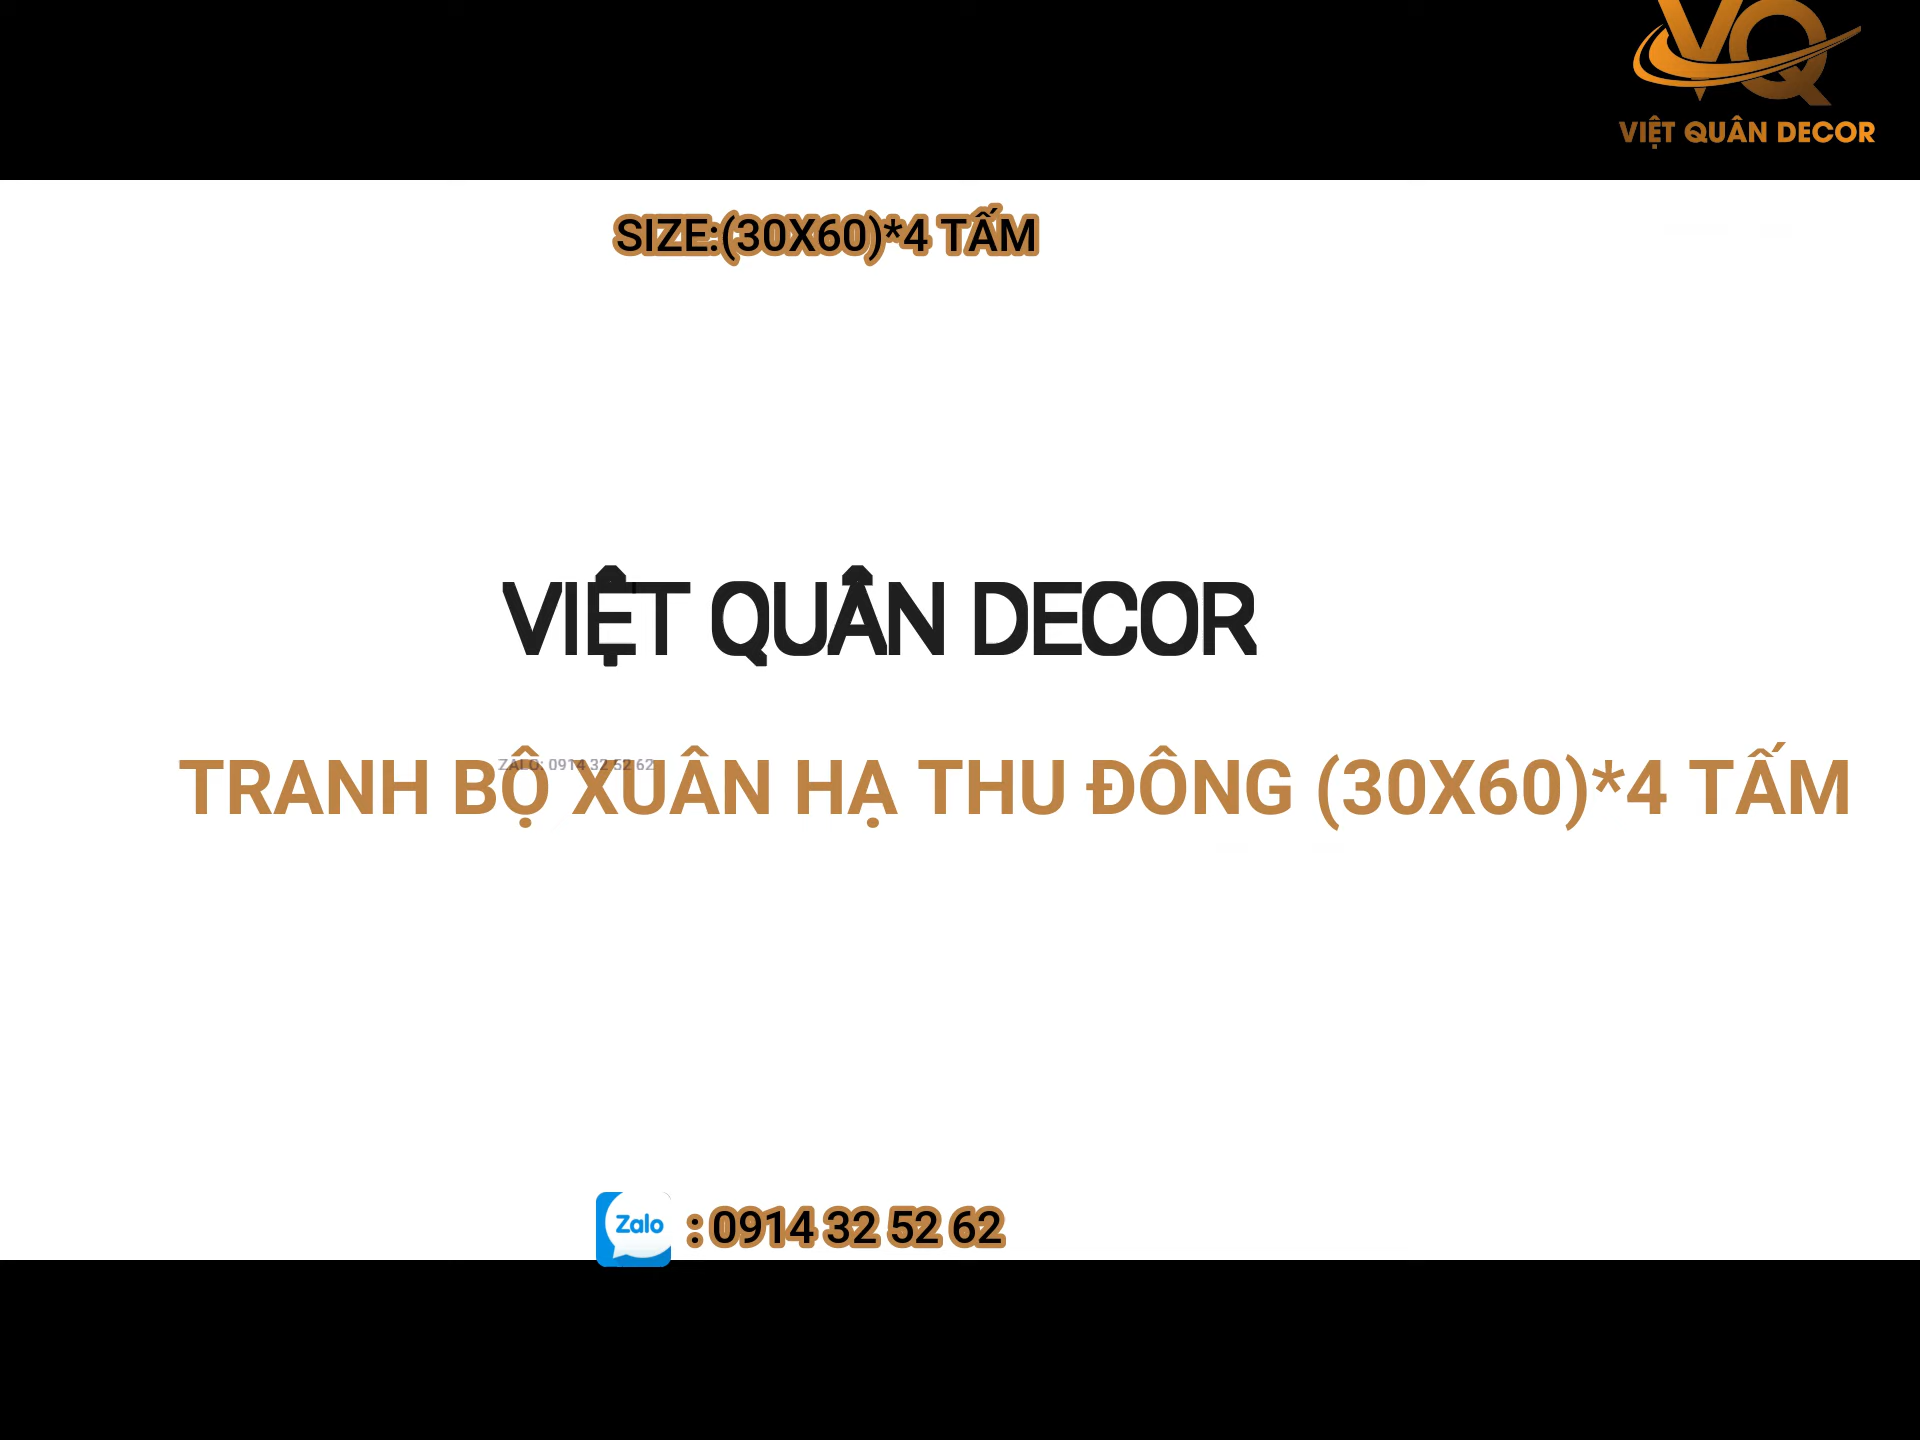 VQ
VIỆT QUÂN DECOR
SIZE:(30X60)*4 TẤM
VIỆT QUÂN DECOR
ZALO: 0914 32 52 62
TRANH BỘ XUÂN HẠ THU ĐÔNG (30X60)*4 TẤM
Zalo : 0914 32 52 62